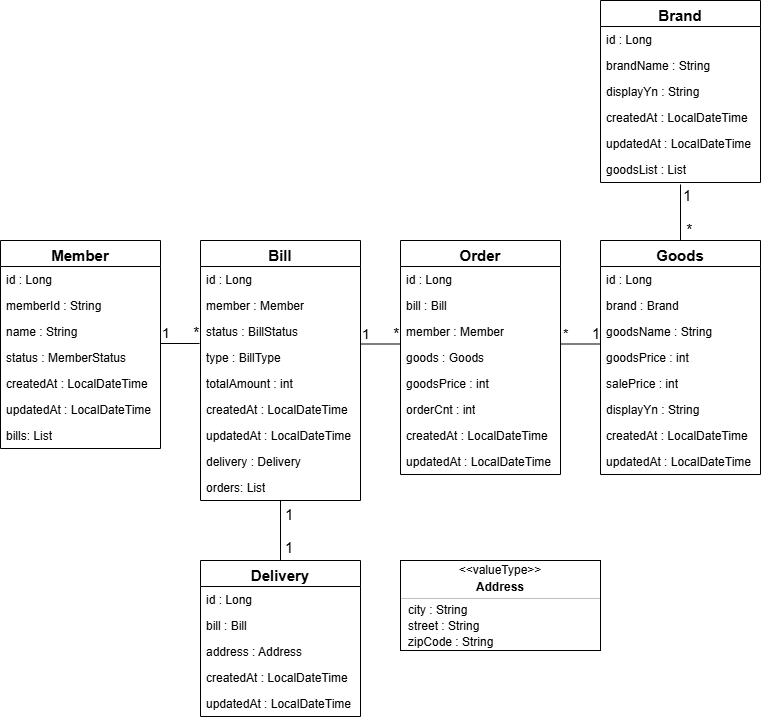 Brand
id : Long
brandName : String
displayYn : String
createdAt : LocalDateTime
updatedAt : LocalDateTime
goodsList : List
1
*
Member
id : Long
memberId : String
name : String
status : MemberStatus
createdAt : LocalDateTime
updatedAt : LocalDateTime
bills: List
1
*
Bill
id : Long
member : Member
status : BillStatus
type : BillType
totalAmount : int
createdAt : LocalDateTime
updatedAt : LocalDateTime
delivery : Delivery
orders: List
1
*
Order
id : Long
bill : Bill
member : Member
goods : Goods
goodsPrice : int
orderCnt : int
createdAt : LocalDateTime
updatedAt : LocalDateTime
*
1
Goods
id : Long
brand : Brand
goodsName : String
goodsPrice : int
salePrice : int
displayYn : String
createdAt : LocalDateTime
updatedAt : LocalDateTime
1
1
Delivery
id : Long
bill : Bill
address : Address
createdAt : LocalDateTime
updatedAt : LocalDateTime
<<valueType>>
Address
city : String
street : String
zipCode : String